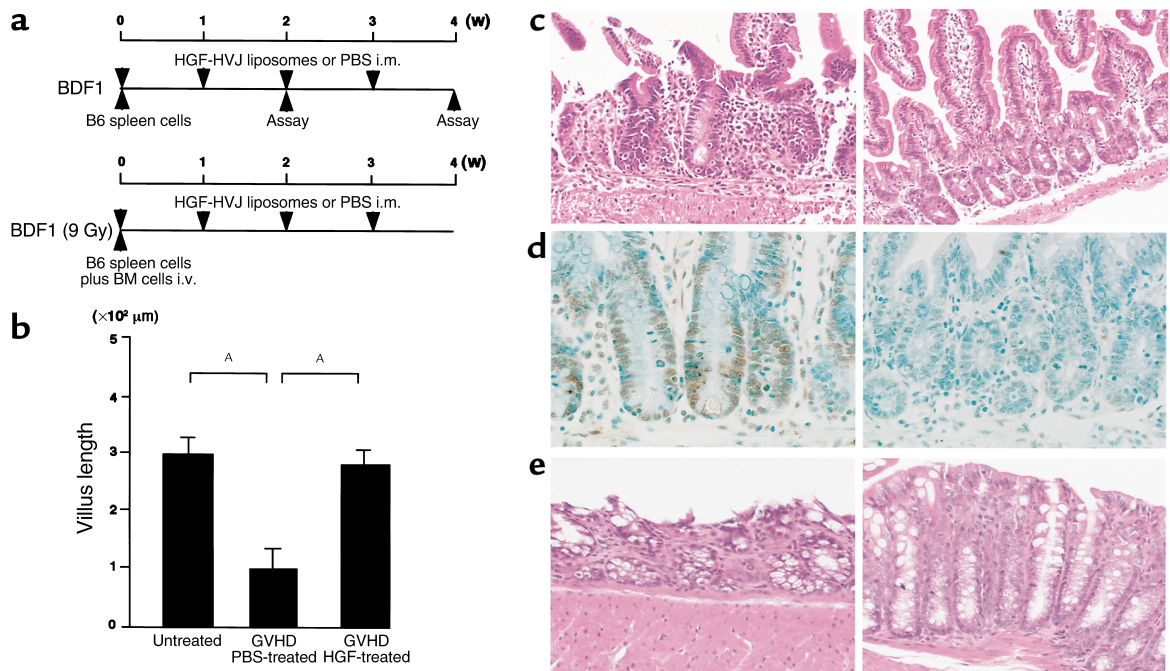 a
0 1 2 3 4 (w)
HGF-HVJ liposomes or PBS i.m.
BDF1
B6 spleen cells Assay Assay
0 1 2 3 4 (w)
HGF-HVJ liposomes or PBS i.m.
BDF1 (9 Gy)
B6 spleen cells
plus BM cells i.v.
b
(×10² μm)
5
4
3
2
1
0
Villus length
A A
Untreated GVHD GVHD
PBS-treated HGF-treated
c
d
e